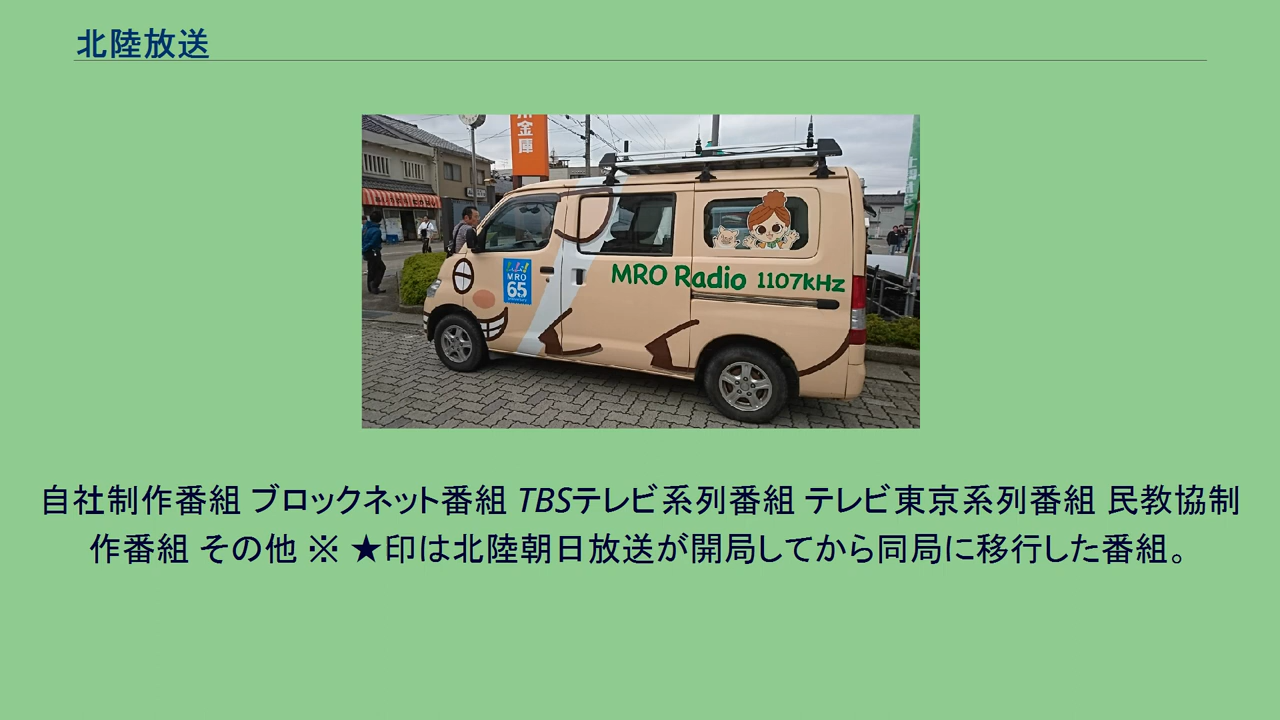 北陸放送
川金庫
MRO
65
MRO Radio 1107kHz
自社制作番組 ブロックネット番組 TBSテレビ系列番組 テレビ東京系列番組 民教協制
作番組 その他 ※ ★印は北陸朝日放送が開局してから同局に移行した番組。